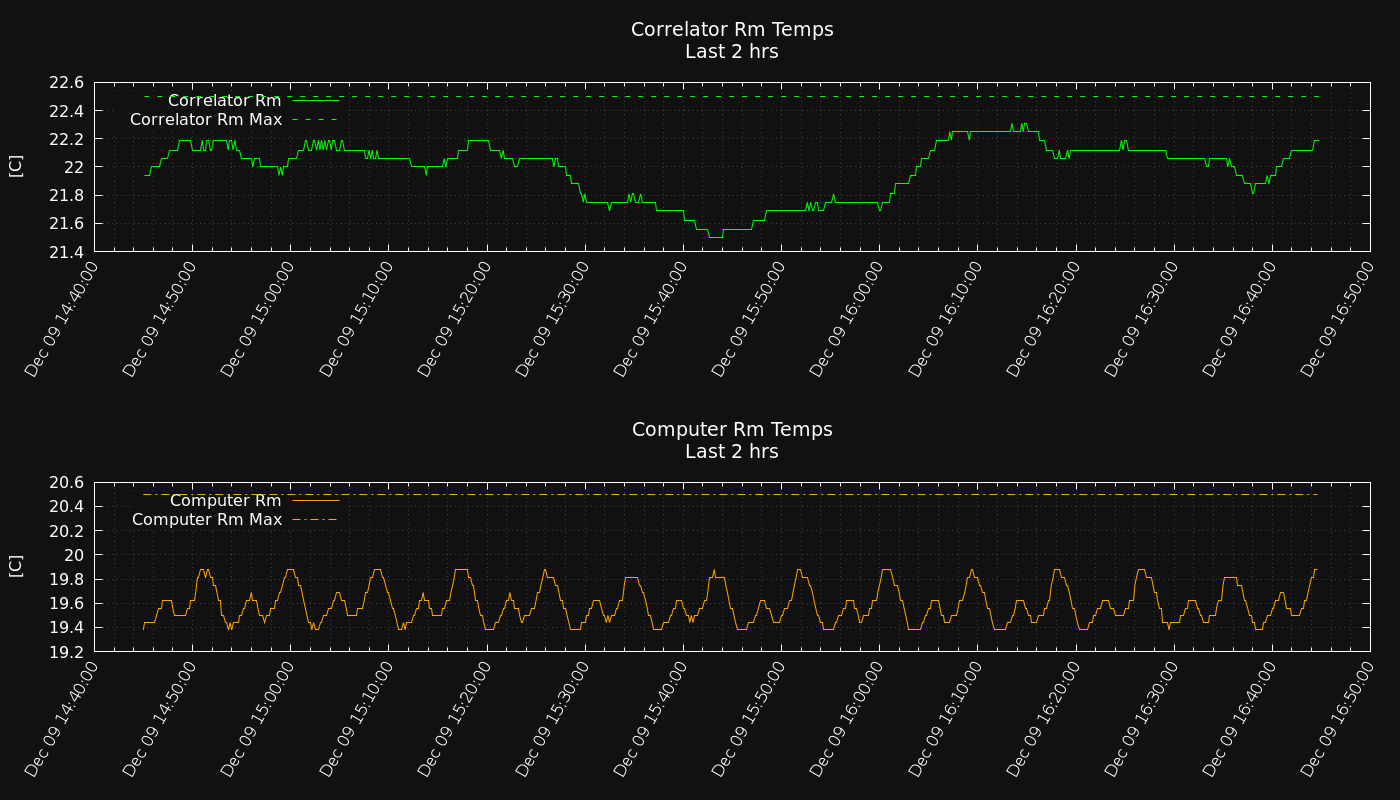 Correlator Rm Temps
Last 2 hrs
22.6
22.4
22.2
22
21.8
21.6
21.4
[C]
Correlator Rm
Correlator Rm Max
Dec 09 14:40:00
Dec 09 14:50:00
Dec 09 15:00:00
Dec 09 15:10:00
Dec 09 15:20:00
Dec 09 15:30:00
Dec 09 15:40:00
Dec 09 15:50:00
Dec 09 16:00:00
Dec 09 16:10:00
Dec 09 16:20:00
Dec 09 16:30:00
Dec 09 16:40:00
Dec 09 16:50:00
Computer Rm Temps
Last 2 hrs
20.6
20.4
20.2
20
19.8
19.6
19.4
19.2
[C]
Computer Rm
Computer Rm Max
Dec 09 14:40:00
Dec 09 14:50:00
Dec 09 15:00:00
Dec 09 15:10:00
Dec 09 15:20:00
Dec 09 15:30:00
Dec 09 15:40:00
Dec 09 15:50:00
Dec 09 16:00:00
Dec 09 16:10:00
Dec 09 16:20:00
Dec 09 16:30:00
Dec 09 16:40:00
Dec 09 16:50:00